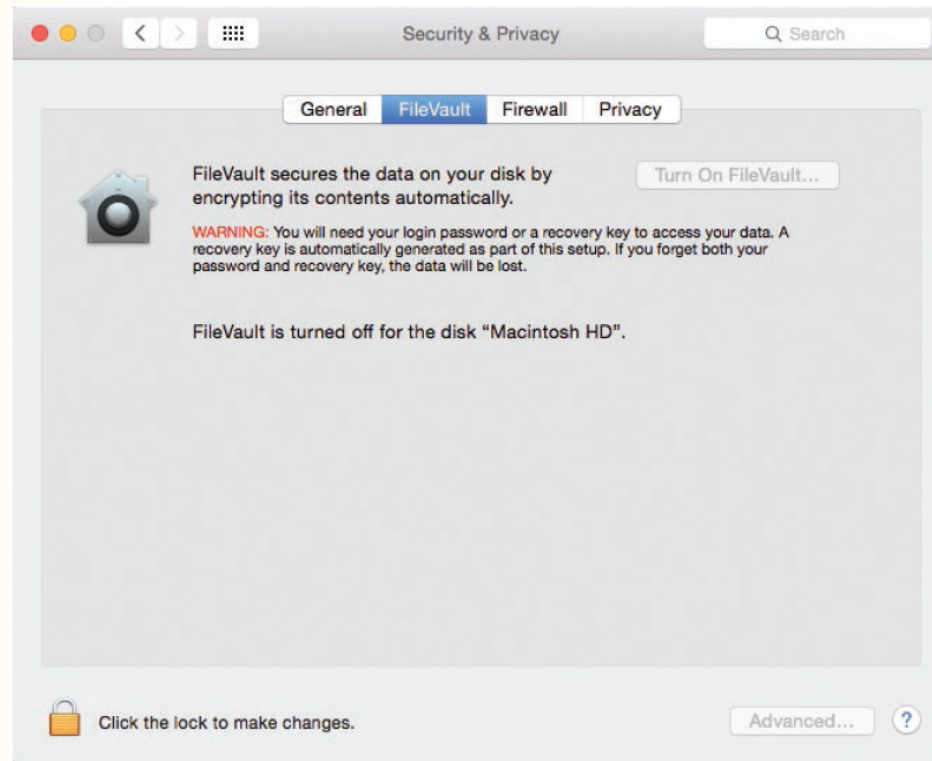 Security & Privacy
Search
General FileVault Firewall Privacy
FileVault secures the data on your disk by
encrypting its contents automatically.
Turn On FileVault...
WARNING: You will need your login password or a recovery key to access your data. A
recovery key is automatically generated as part of this setup. If you forget both your
password and recovery key, the data will be lost.
FileVault is turned off for the disk “Macintosh HD”.
Click the lock to make changes.
Advanced... ?